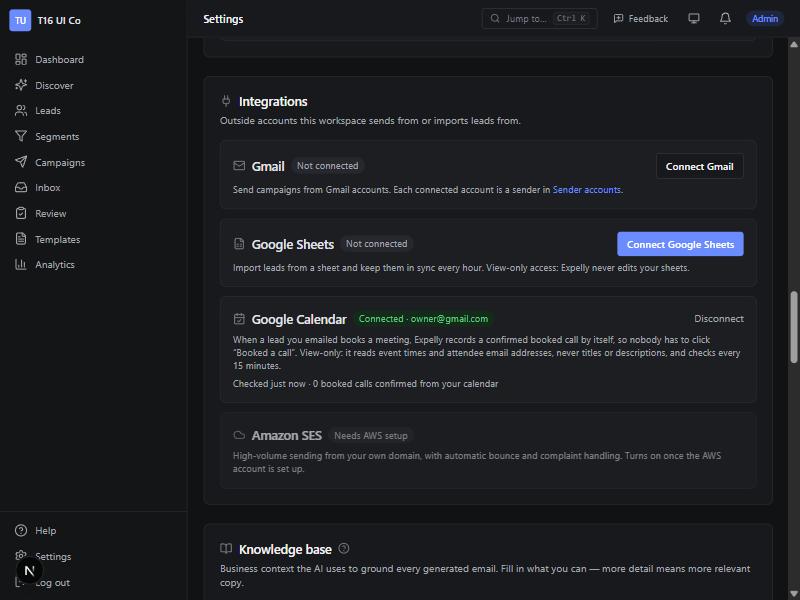 TU T16 UI Co
Settings
Jump to... Ctrl K
Feedback
Admin
Dashboard
Discover
Leads
Segments
Campaigns
Inbox
Review
Templates
Analytics
Help
Settings
N
Log out
Integrations
Outside accounts this workspace sends from or imports leads from.
Gmail Not connected
Connect Gmail
Send campaigns from Gmail accounts. Each connected account is a sender in Sender accounts.
Google Sheets Not connected
Connect Google Sheets
Import leads from a sheet and keep them in sync every hour. View-only access: Expelly never edits your sheets.
Google Calendar Connected · owner@gmail.com
Disconnect
When a lead you emailed books a meeting, Expelly records a confirmed booked call by itself, so nobody has to click
“Booked a call”. View-only: it reads event times and attendee email addresses, never titles or descriptions, and checks every
15 minutes.
Checked just now · 0 booked calls confirmed from your calendar
Amazon SES Needs AWS setup
High-volume sending from your own domain, with automatic bounce and complaint handling. Turns on once the AWS
account is set up.
Knowledge base
Business context the AI uses to ground every generated email. Fill in what you can — more detail means more relevant
copy.